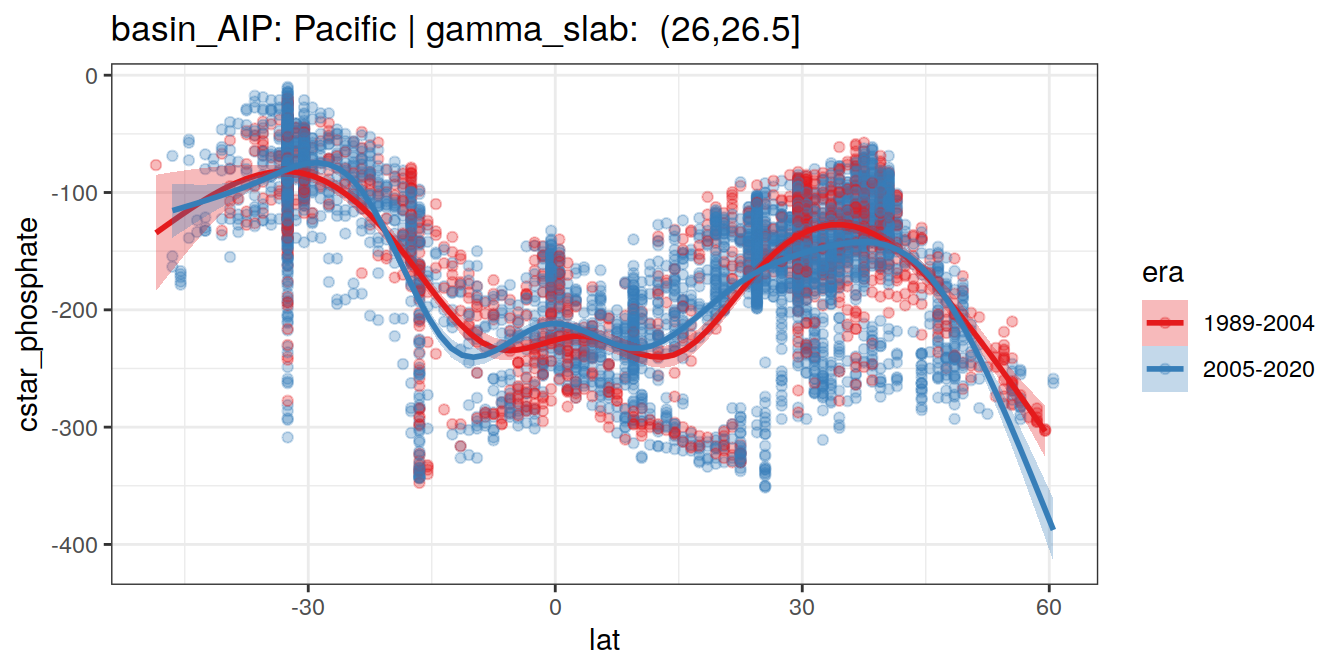 basin_AIP: Pacific | gamma_slab:  (26,26.5]
0
-100
-200
-300
-400
cstar_phosphate
-30
0
30
60
lat
era
1989-2004
2005-2020